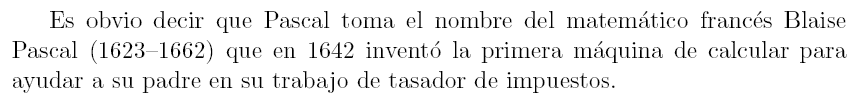 Es obvio decir que Pascal toma el nombre del matemático francés Blaise
Pascal (1623–1662) que en 1642 inventó la primera máquina de calcular para
ayudar a su padre en su trabajo de tasador de impuestos.